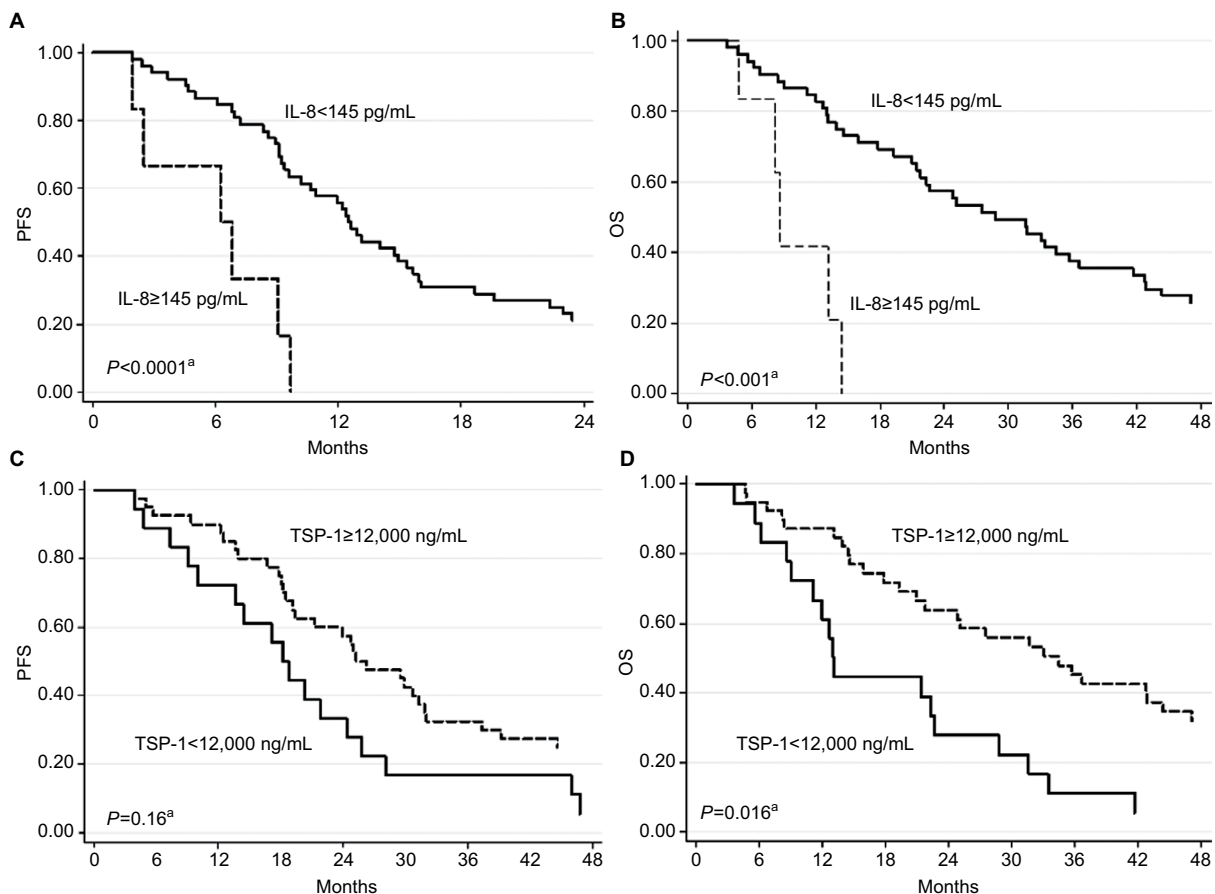 A
1.00
0.80
0.60
0.40
0.20
0.00
PFS
IL-8<145 pg/mL
IL-8≥145 pg/mL
P<0.0001a
0 6 12 18 24
Months
B
1.00
0.80
0.60
0.40
0.20
0.00
OS
IL-8<145 pg/mL
IL-8≥145 pg/mL
P<0.001a
0 6 12 18 24 30 36 42 48
Months
C
1.00
0.80
0.60
0.40
0.20
0.00
PFS
TSP-1≥12,000 ng/mL
TSP-1<12,000 ng/mL
P=0.16a
0 6 12 18 24 30 36 42 48
Months
D
1.00
0.80
0.60
0.40
0.20
0.00
OS
TSP-1≥12,000 ng/mL
TSP-1<12,000 ng/mL
P=0.016a
0 6 12 18 24 30 36 42 48
Months